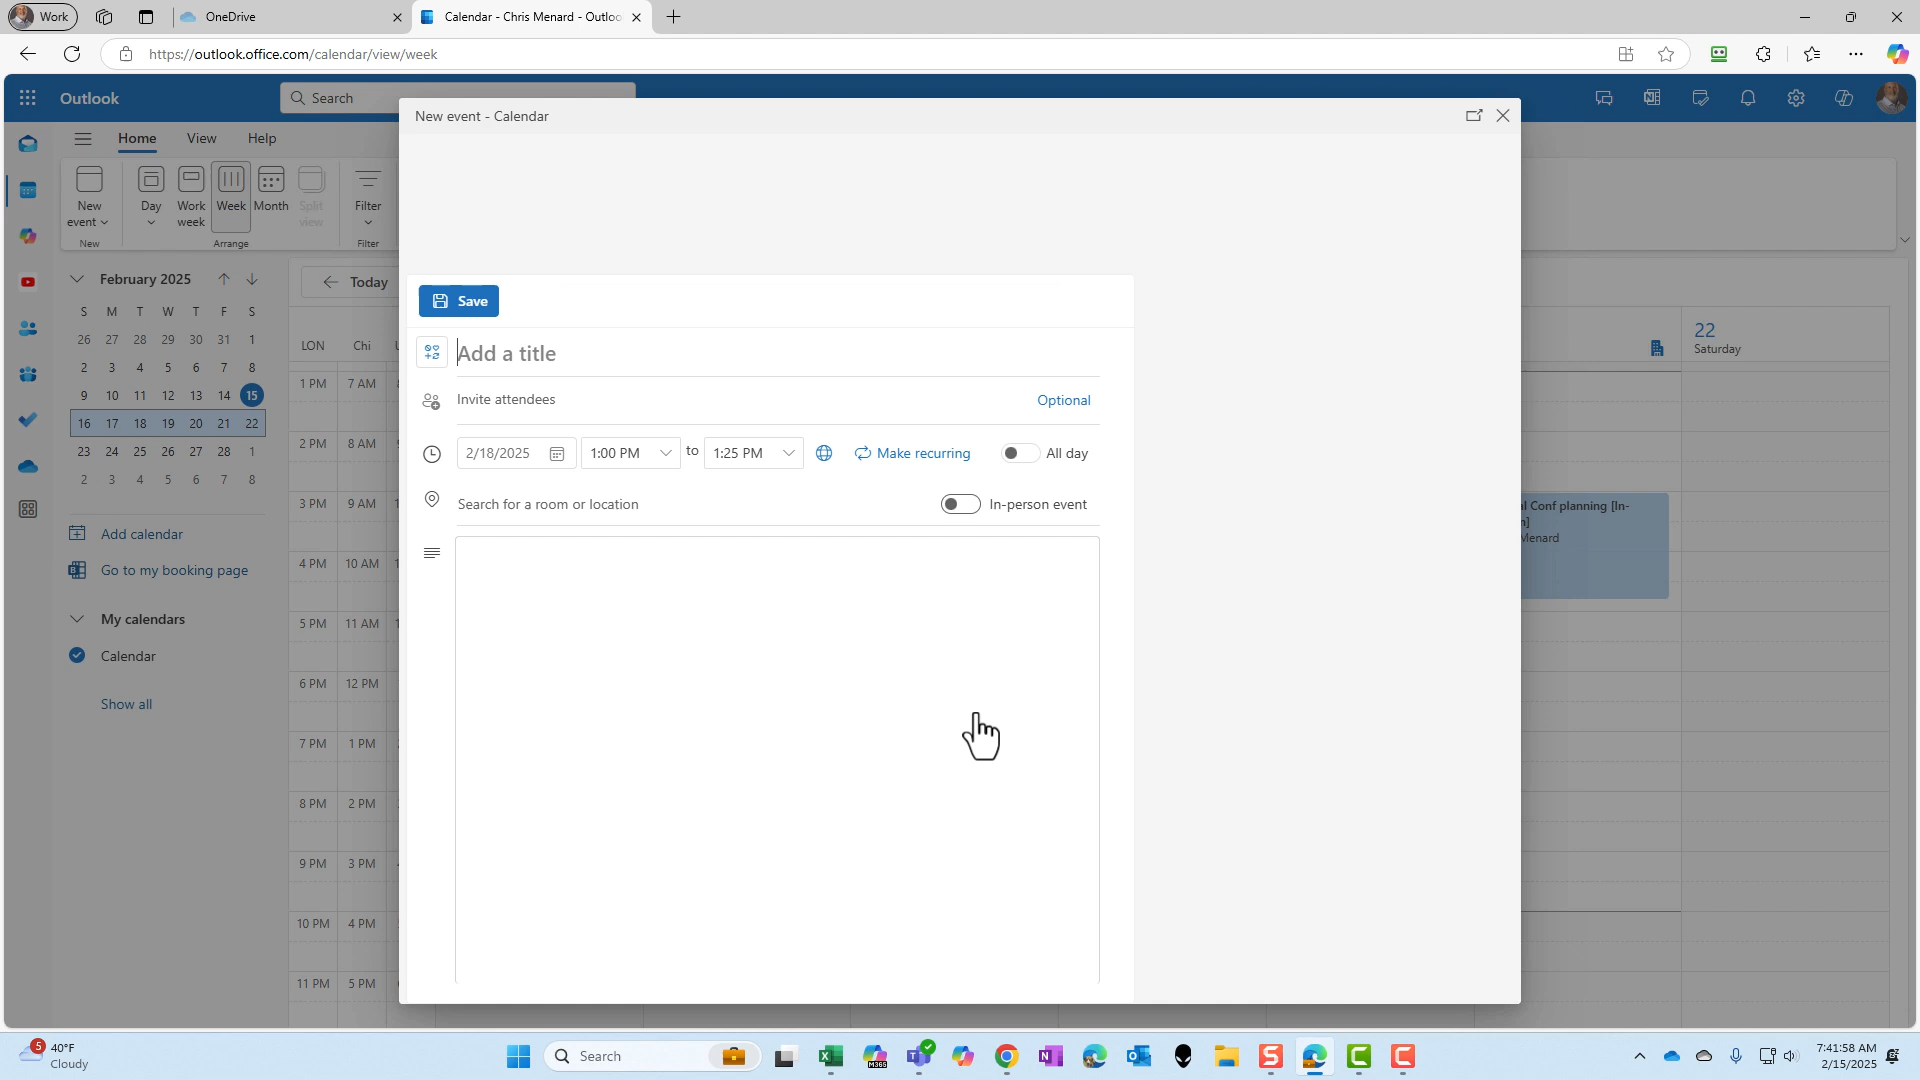 Work
OneDrive
Calendar - Chris Menard - Outloo
https://outlook.office.com/calendar/view/week
Outlook
Search
Home View Help
New event
Day
Work week
Week
Month
Split view
Filter
New
Arrange
Filter
February 2025
S M T W T F S
26 27 28 29 30 31 1
2 3 4 5 6 7 8
9 10 11 12 13 14 15
16 17 18 19 20 21 22
23 24 25 26 27 28 1
2 3 4 5 6 7 8
Add calendar
Go to my booking page
My calendars
Calendar
Show all
Today
LON Chi
1 PM 7 AM
2 PM 8 AM
3 PM 9 AM
4 PM 10 AM
5 PM 11 AM
6 PM 12 PM
7 PM 1 PM
8 PM 2 PM
9 PM 3 PM
10 PM 4 PM
11 PM 5 PM
New event - Calendar
Save
Add a title
Invite attendees
Optional
2/18/2025 1:00 PM to 1:25 PM Make recurring All day
Search for a room or location In-person event
22
Saturday
l Conf planning [In-
n]
Menard
5
40°F
Cloudy
Search
M365
7:41:58 AM
2/15/2025